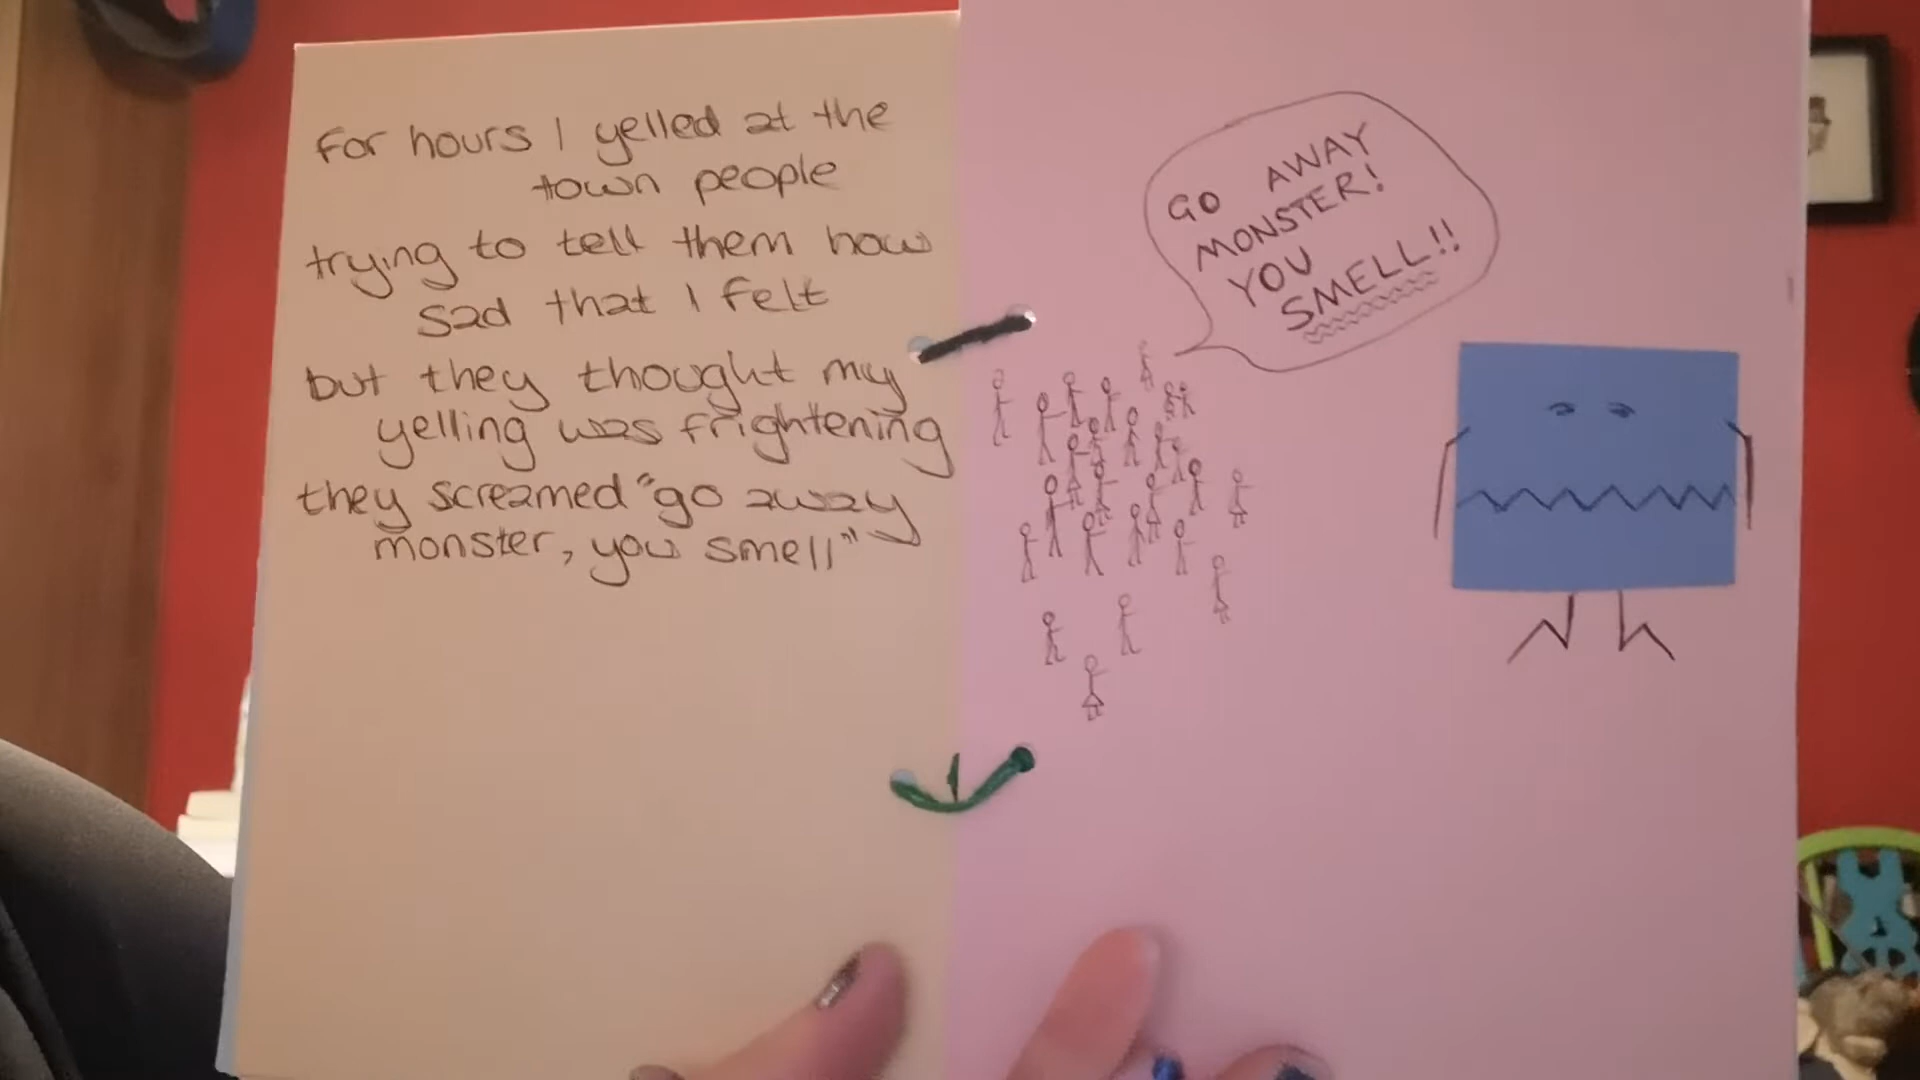 For hours I yelled at the
town people
trying to tell them how
sad that I felt
but they thought my
yelling was frightening
they screamed "go away
monster, you smell"
GO AWAY
MONSTER!
YOU
SMELL!!